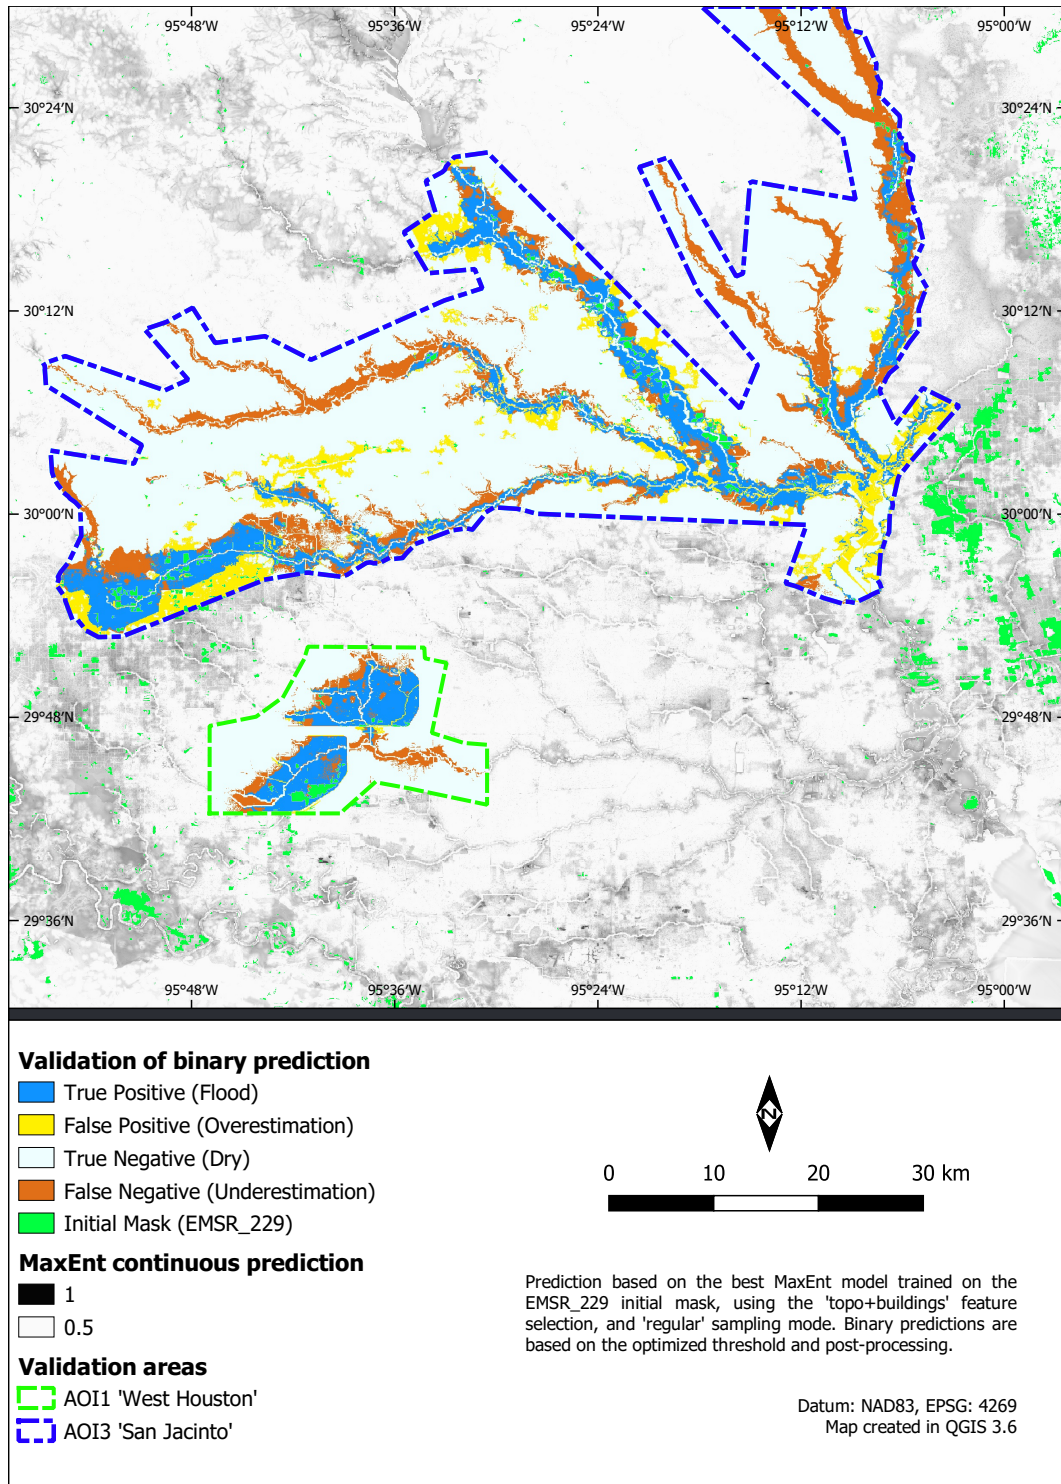 95°48′W 95°36′W 95°24′W 95°12′W 95°00′W
30°24′N 30°24′N
30°12′N 30°12′N
30°00′N 30°00′N
29°48′N 29°48′N
29°36′N 29°36′N
95°48′W 95°36′W 95°24′W 95°12′W 95°00′W
Validation of binary prediction
True Positive (Flood)
False Positive (Overestimation)
True Negative (Dry)
False Negative (Underestimation)
Initial Mask (EMSR_229)
MaxEnt continuous prediction
1
0.5
Validation areas
AOI1 'West Houston'
AOI3 'San Jacinto'
N
0 10 20 30 km
Prediction based on the best MaxEnt model trained on the
EMSR_229 initial mask, using the 'topo+buildings' feature
selection, and 'regular' sampling mode. Binary predictions are
based on the optimized threshold and post-processing.
Datum: NAD83, EPSG: 4269
Map created in QGIS 3.6